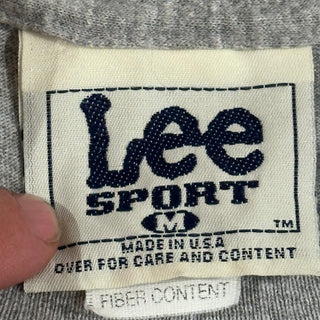 Lee
SPORT
M
TM
MADE IN U.S.A
OVER FOR CARE AND CONTENT
FIBER CONTENT